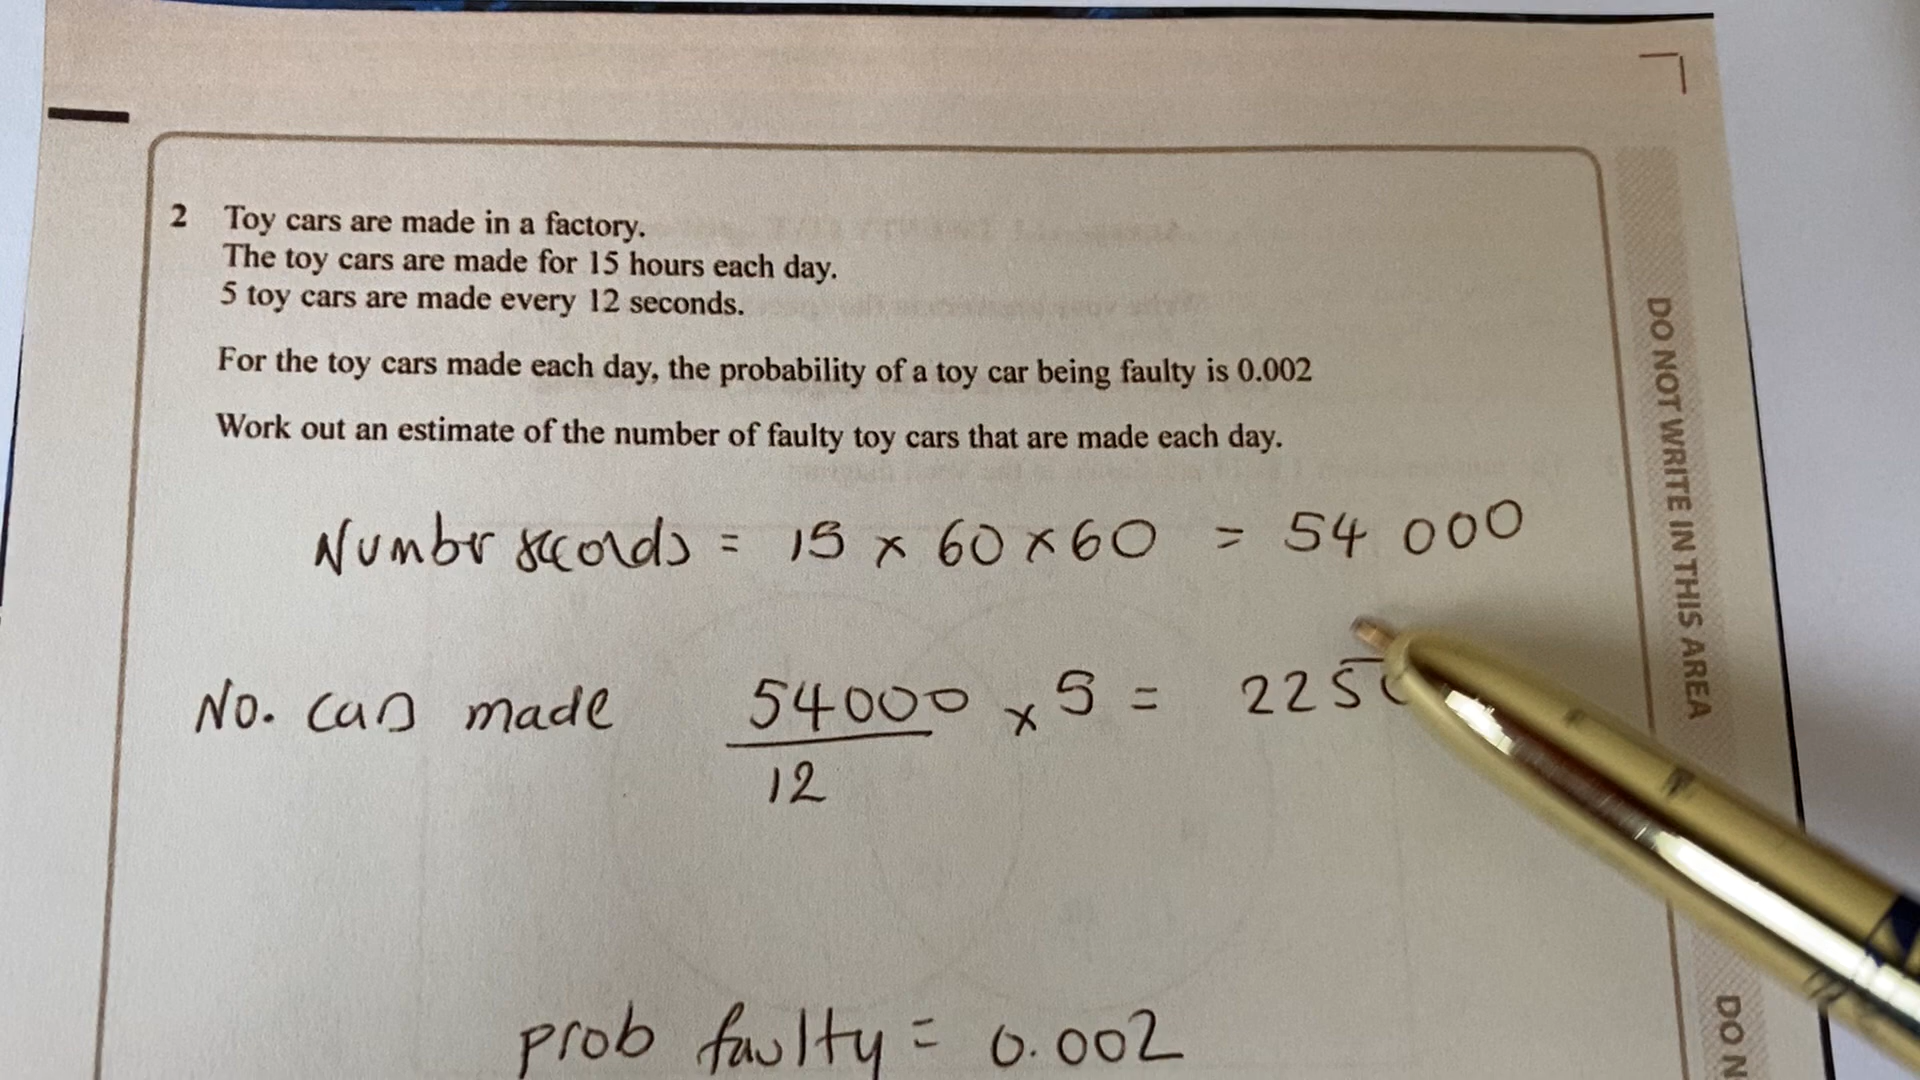 2 Toy cars are made in a factory.
The toy cars are made for 15 hours each day.
5 toy cars are made every 12 seconds.
For the toy cars made each day, the probability of a toy car being faulty is 0.002
Work out an estimate of the number of faulty toy cars that are made each day.
Numbr seconds = 15 × 60 × 60 = 54 000
No. cars made 54000 × 5 = 225
12
prob faulty = 0.002
DO NOT WRITE IN THIS AREA
DO N